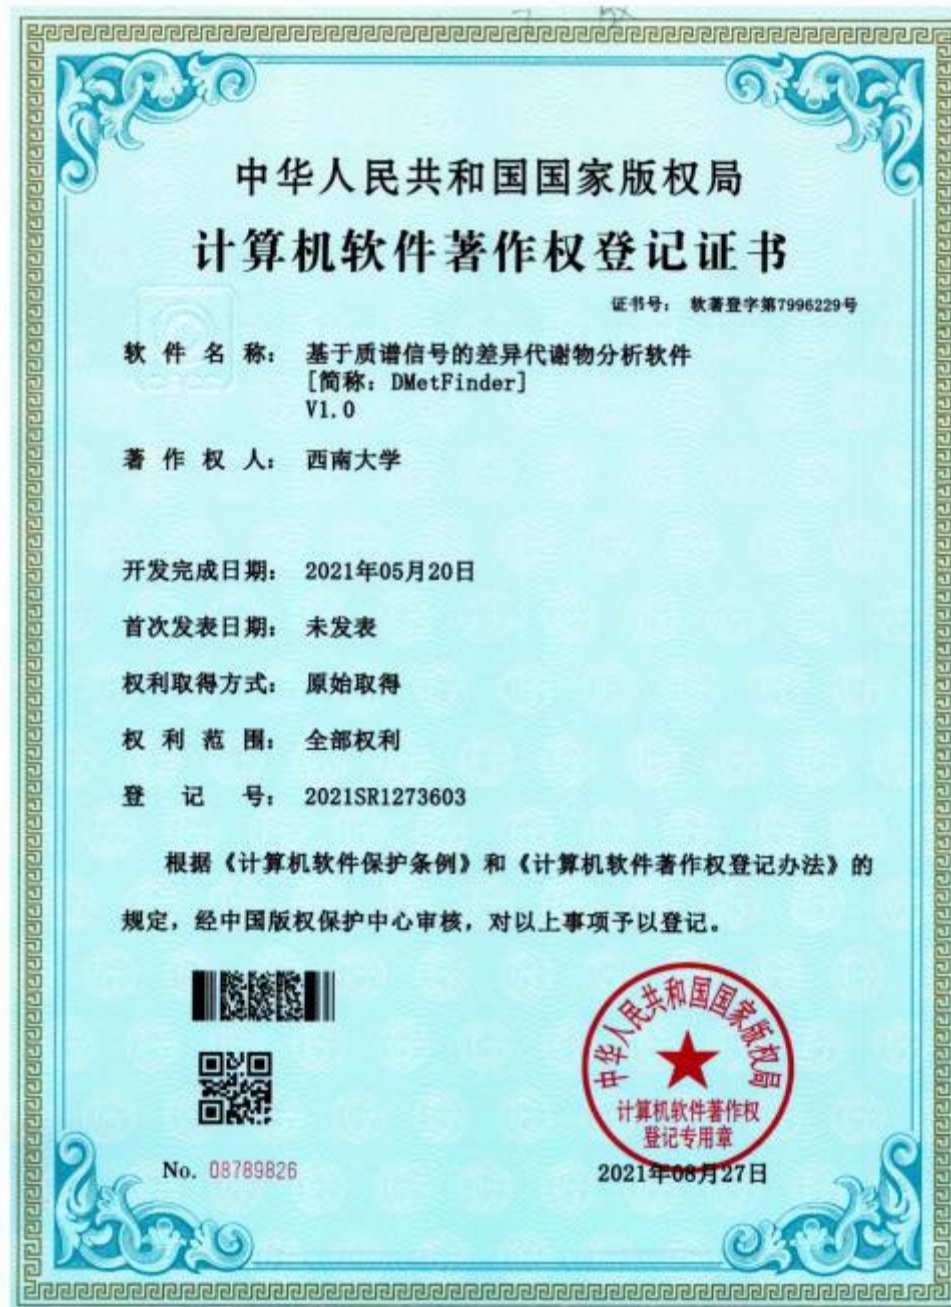 中华人民共和国国家版权局
计算机软件著作权登记证书
证书号： 软著登字第7996229号
软 件 名 称： 基于质谱信号的差异代谢物分析软件
[简称：DMetFinder]
V1.0
著 作 权 人： 西南大学
开发完成日期： 2021年05月20日
首次发表日期： 未发表
权利取得方式： 原始取得
权 利 范 围： 全部权利
登 记 号： 2021SR1273603
根据《计算机软件保护条例》和《计算机软件著作权登记办法》的
规定，经中国版权保护中心审核，对以上事项予以登记。
中华人民共和国国家版权局
计算机软件著作权
登记专用章
No. 08789826
2021年08月27日